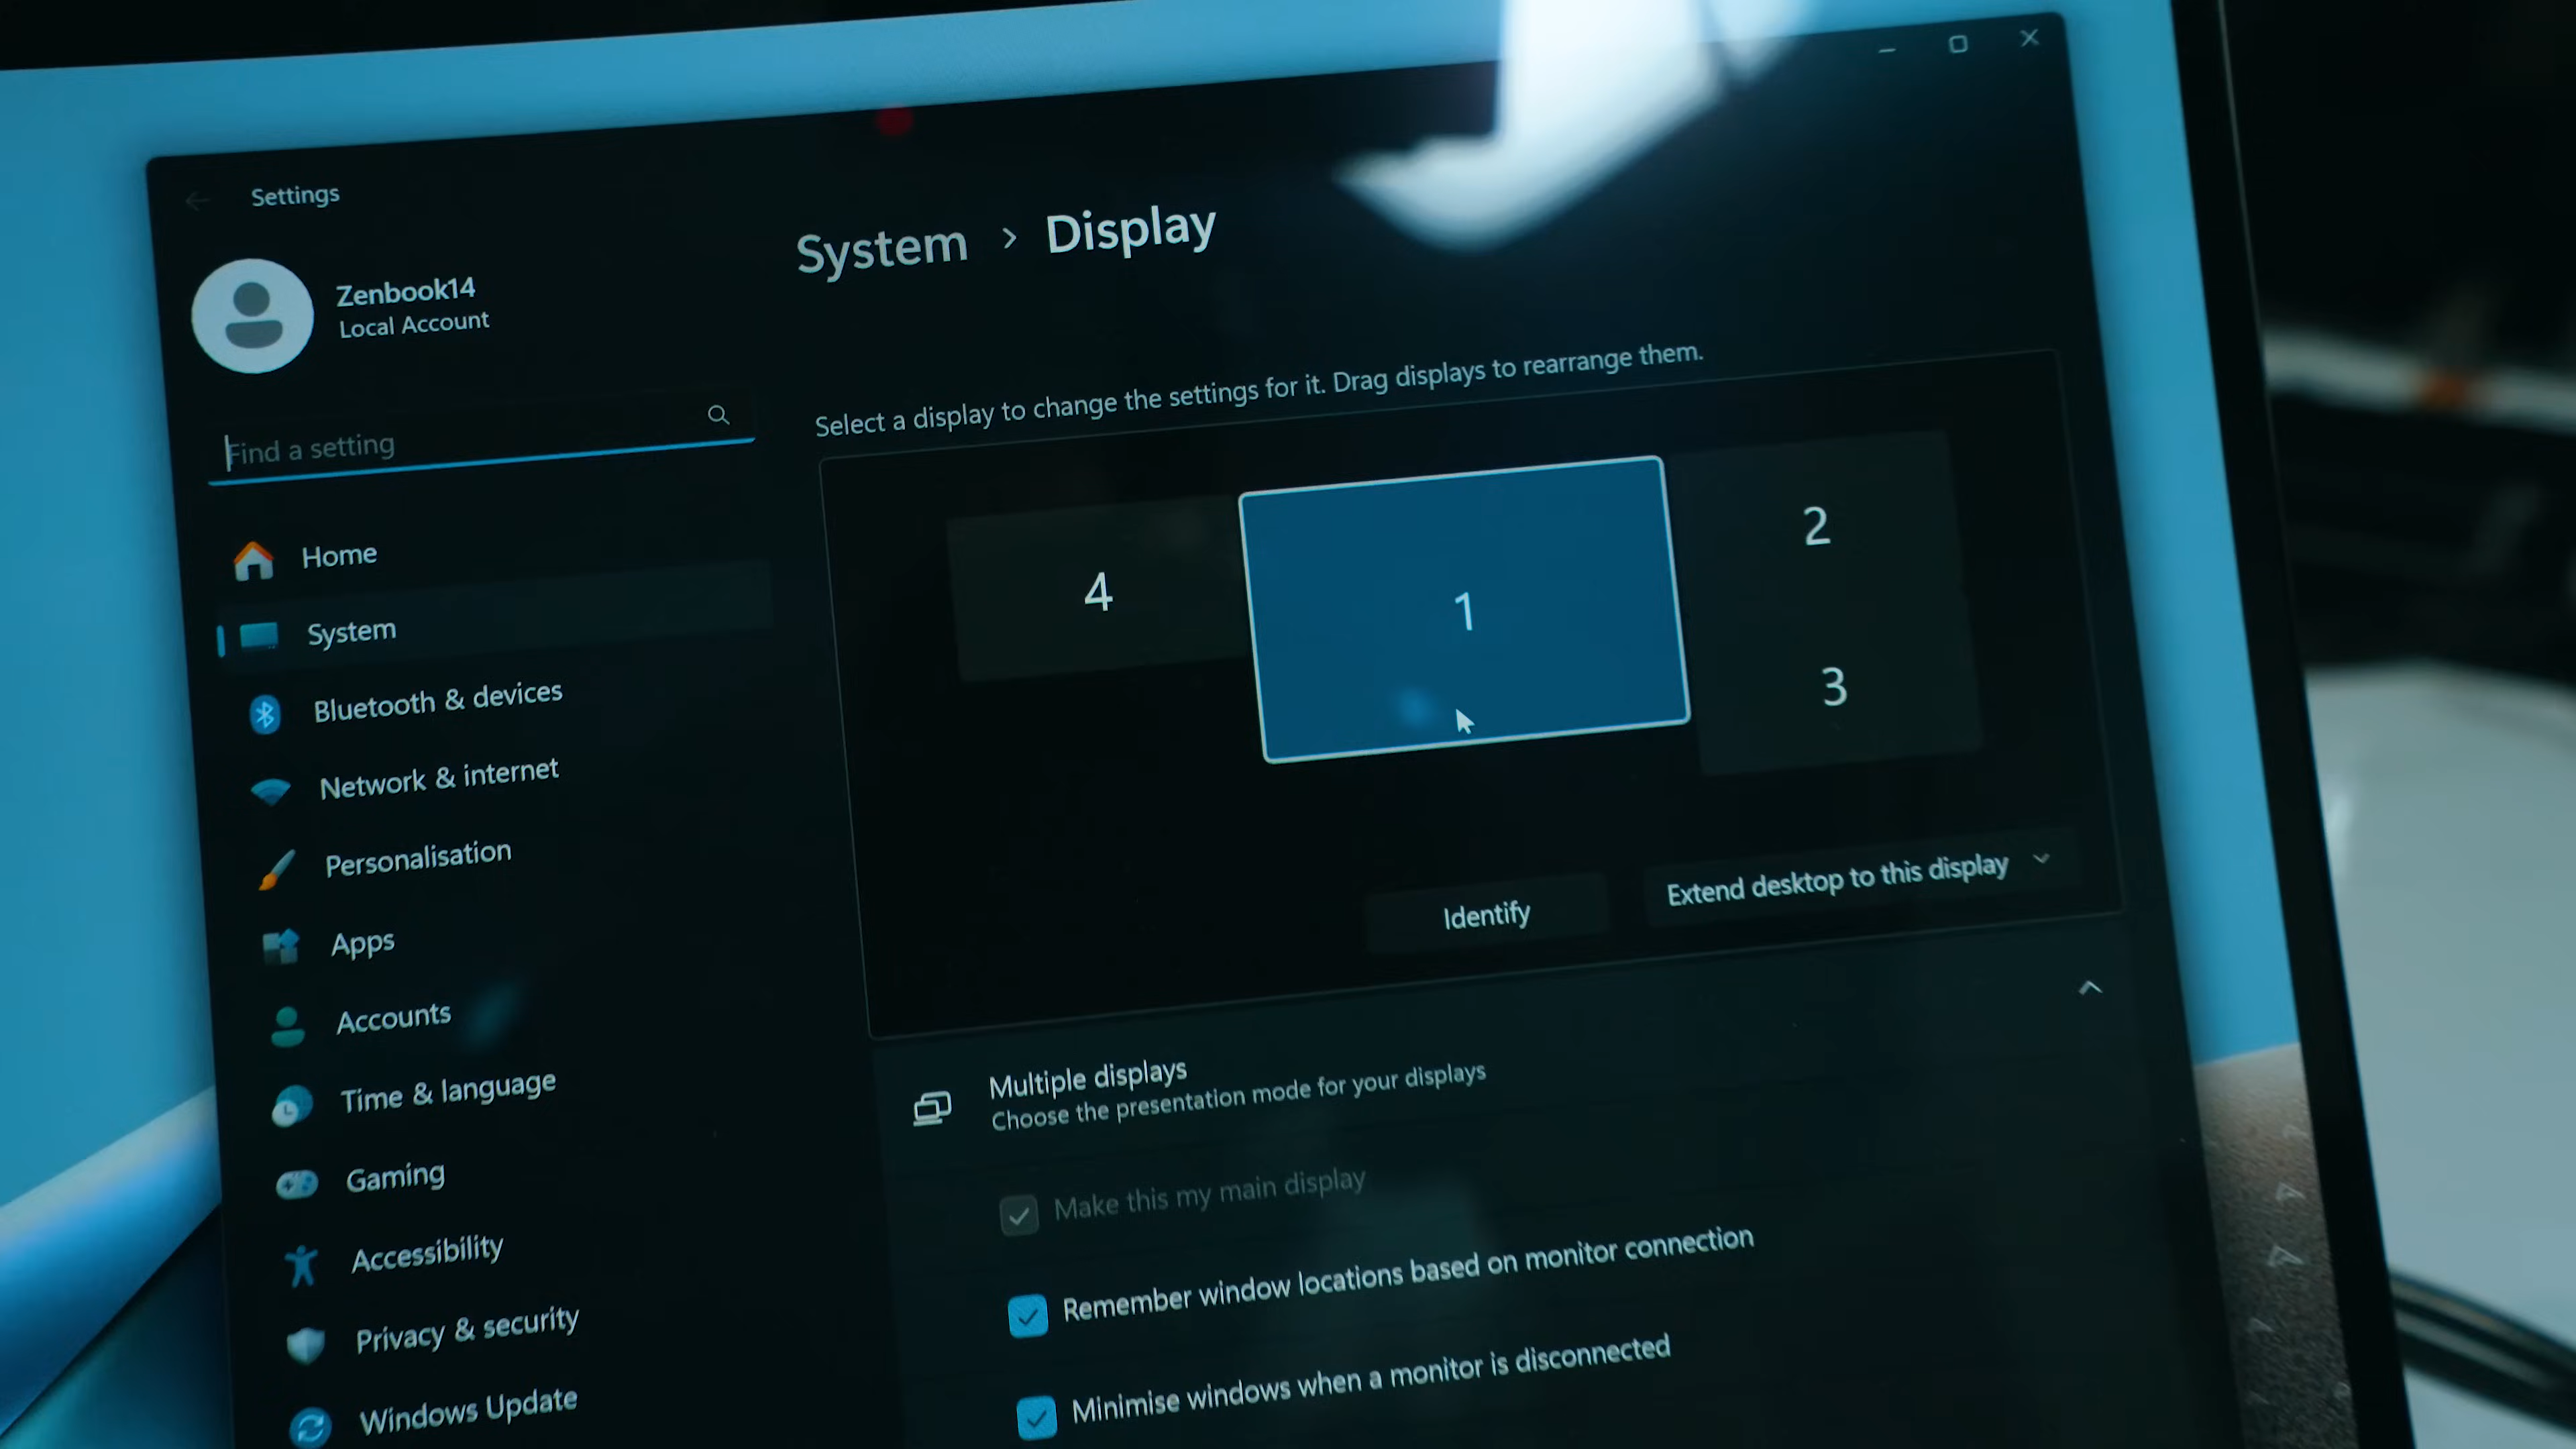 Settings
Zenbook14
Local Account
Find a setting
Home
System
Bluetooth & devices
Network & internet
Personalisation
Apps
Accounts
Time & language
Gaming
Accessibility
Privacy & security
Windows Update
System › Display
Select a display to change the settings for it. Drag displays to rearrange them.
4
1
2
3
Identify
Extend desktop to this display
Multiple displays
Choose the presentation mode for your displays
Make this my main display
Remember window locations based on monitor connection
Minimise windows when a monitor is disconnected